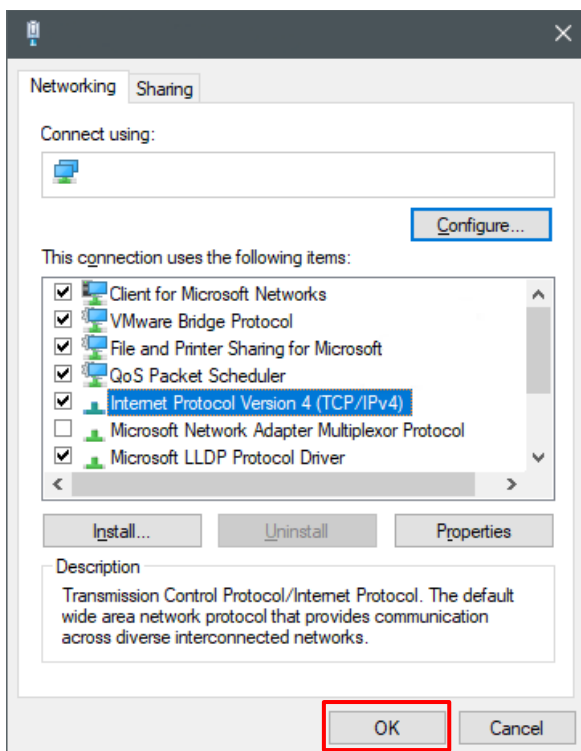 Networking
Sharing
Connect using:
Configure...
This connection uses the following items:
Client for Microsoft Networks
VMware Bridge Protocol
File and Printer Sharing for Microsoft
QoS Packet Scheduler
Internet Protocol Version 4 (TCP/IPv4)
Microsoft Network Adapter Multiplexor Protocol
Microsoft LLDP Protocol Driver
Install...
Uninstall
Properties
Description
Transmission Control Protocol/Internet Protocol. The default
wide area network protocol that provides communication
across diverse interconnected networks.
OK
Cancel